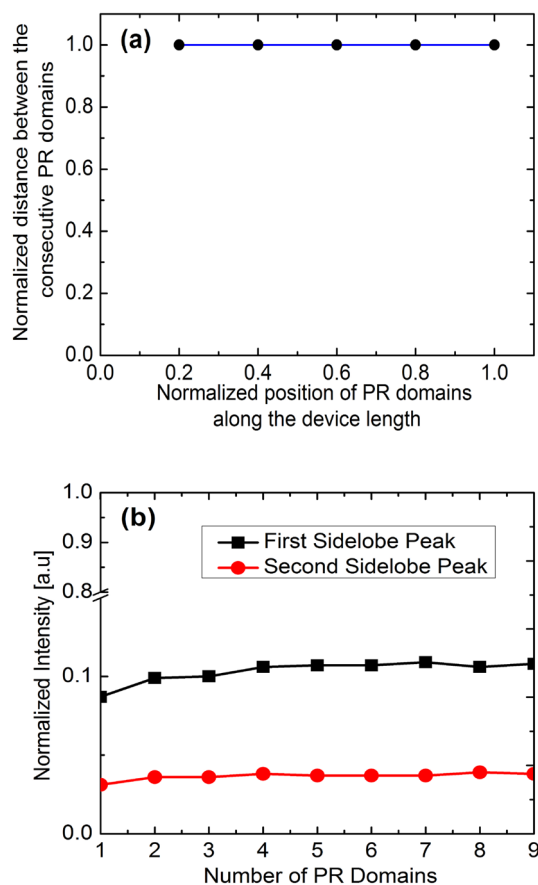 (a)
Normalized distance between the
consecutive PR domains
1.0
0.8
0.6
0.4
0.2
0.0
0.0 0.2 0.4 0.6 0.8 1.0
Normalized position of PR domains
along the device length
(b)
Normalized Intensity [a.u]
1.0
0.9
0.8
0.1
0.0
First Sidelobe Peak
Second Sidelobe Peak
1 2 3 4 5 6 7 8 9
Number of PR Domains